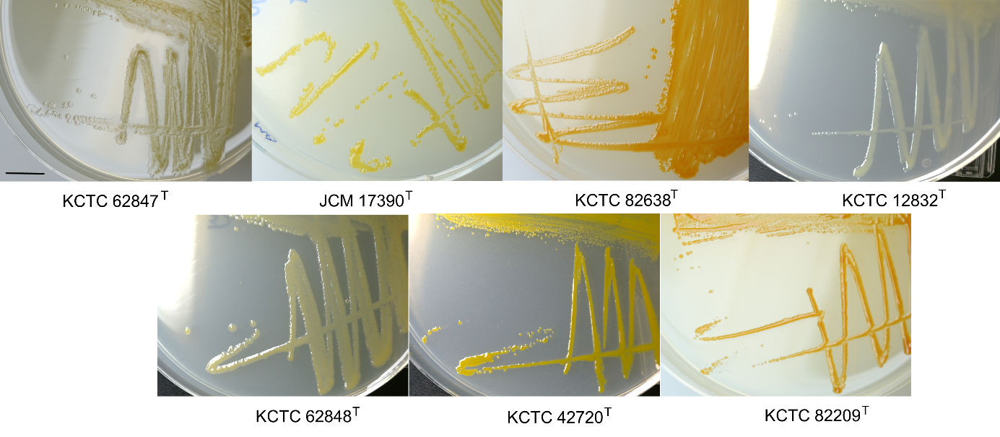 KCTC 62847T
JCM 17390T
KCTC 82638T
KCTC 12832T
KCTC 62848T
KCTC 42720T
KCTC 82209T